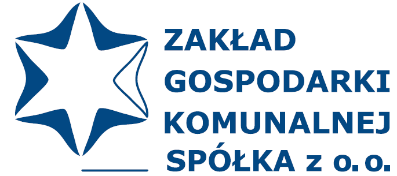 ZAKŁAD
GOSPODARKI
KOMUNALNEJ
SPÓŁKA z o.o.